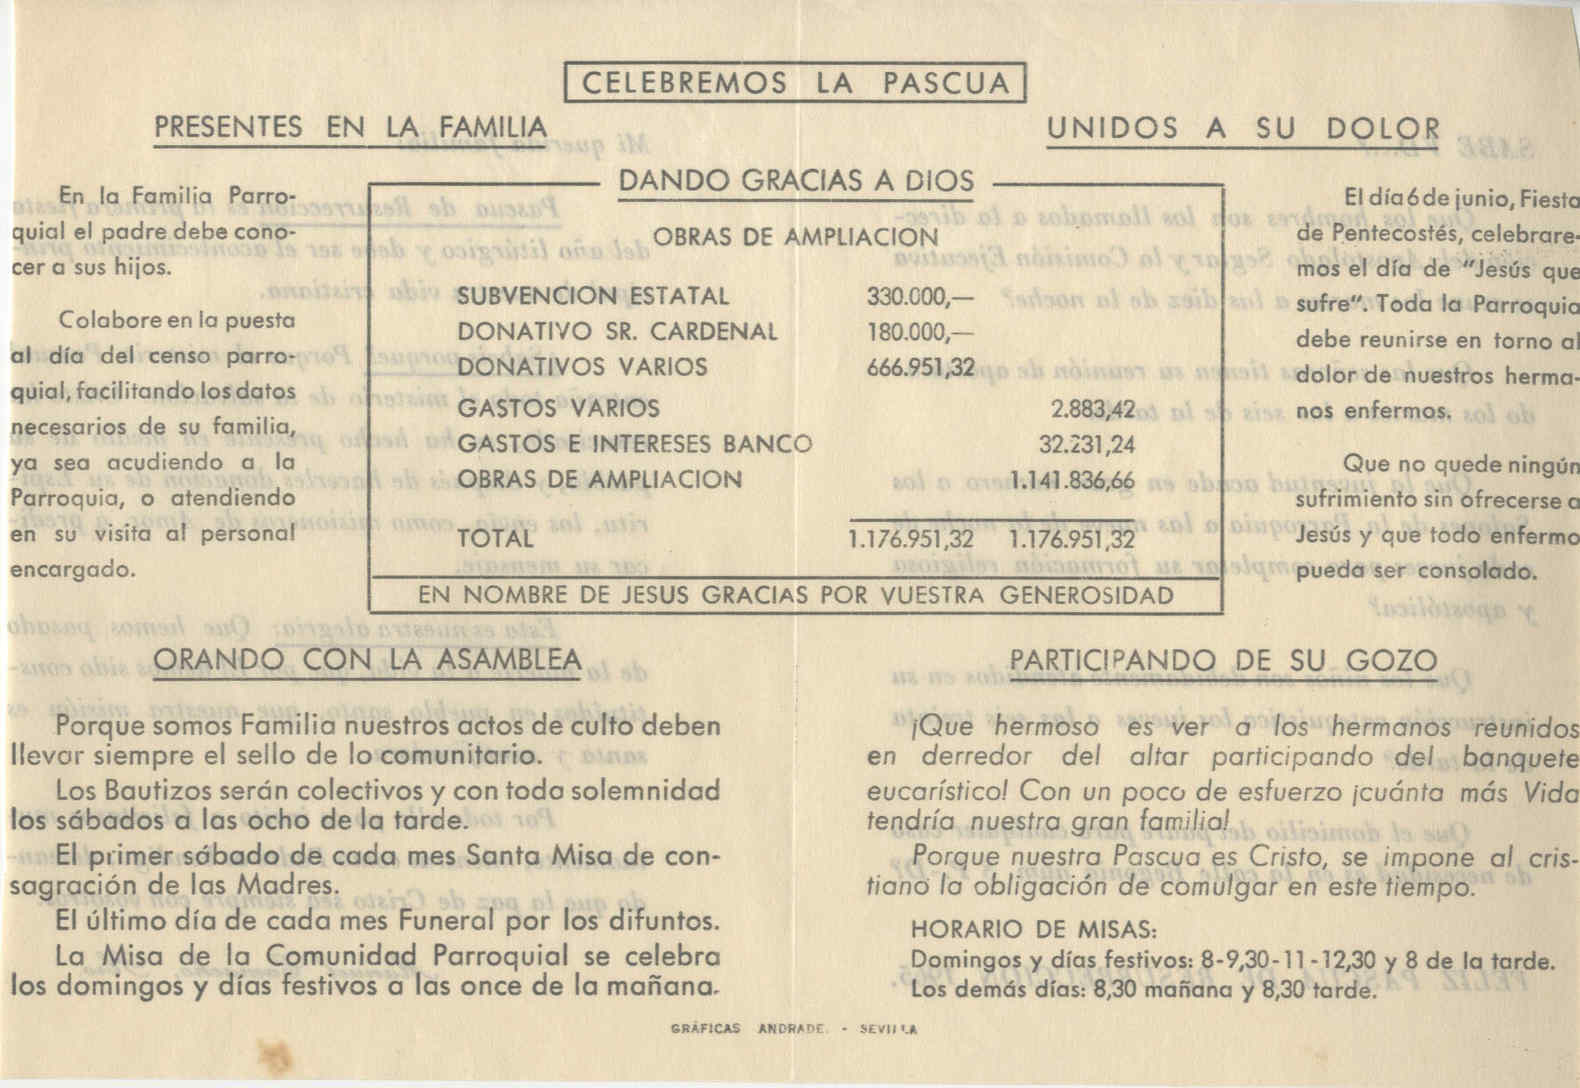 CELEBREMOS LA PASCUA
PRESENTES EN LA FAMILIA
En la Familia Parro-
quial el padre debe cono-
cer a sus hijos.
Colabore en la puesta
al día del censo parro-
quial, facilitando los datos
necesarios de su familia,
ya sea acudiendo a la
Parroquia, o atendiendo
en su visita al personal
encargado.
DANDO GRACIAS A DIOS
OBRAS DE AMPLIACION
SUBVENCION ESTATAL 330.000,—
DONATIVO SR. CARDENAL 180.000,—
DONATIVOS VARIOS 666.951,32
GASTOS VARIOS 2.883,42
GASTOS E INTERESES BANCO 32.231,24
OBRAS DE AMPLIACION 1.141.836,66
TOTAL 1.176.951,32 1.176.951,32
EN NOMBRE DE JESUS GRACIAS POR VUESTRA GENEROSIDAD
UNIDOS A SU DOLOR
El día 6 de junio, Fiesta
de Pentecostés, celebrare-
mos el día de "Jesús que
sufre". Toda la Parroquia
debe reunirse en torno al
dolor de nuestros herma-
nos enfermos.
Que no quede ningún
sufrimiento sin ofrecerse a
Jesús y que todo enfermo
pueda ser consolado.
ORANDO CON LA ASAMBLEA
Porque somos Familia nuestros actos de culto deben
llevar siempre el sello de lo comunitario.
Los Bautizos serán colectivos y con toda solemnidad
los sábados a las ocho de la tarde.
El primer sábado de cada mes Santa Misa de con-
sagración de las Madres.
El último día de cada mes Funeral por los difuntos.
La Misa de la Comunidad Parroquial se celebra
los domingos y días festivos a las once de la mañana.
PARTICIPANDO DE SU GOZO
¡Que hermoso es ver a los hermanos reunidos
en derredor del altar participando del banquete
eucarístico! Con un poco de esfuerzo ¡cuánta más Vida
tendría nuestra gran familia!
Porque nuestra Pascua es Cristo, se impone al cris-
tiano la obligación de comulgar en este tiempo.
HORARIO DE MISAS:
Domingos y días festivos: 8-9,30-11-12,30 y 8 de la tarde.
Los demás días: 8,30 mañana y 8,30 tarde.
GRÁFICAS ANDRADE. - SEVILLA